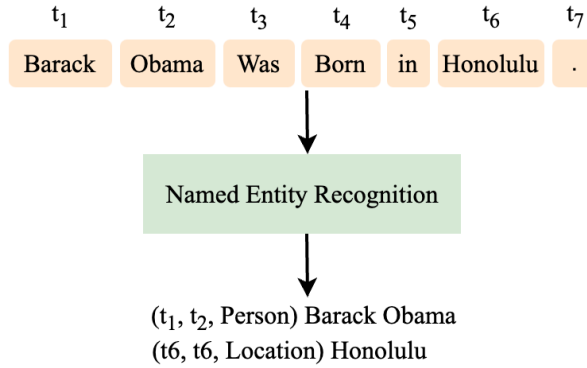 t₁ t₂ t₃ t₄ t₅ t₆ t₇
Barack Obama Was Born in Honolulu .
Named Entity Recognition
(t₁, t₂, Person) Barack Obama
(t6, t6, Location) Honolulu